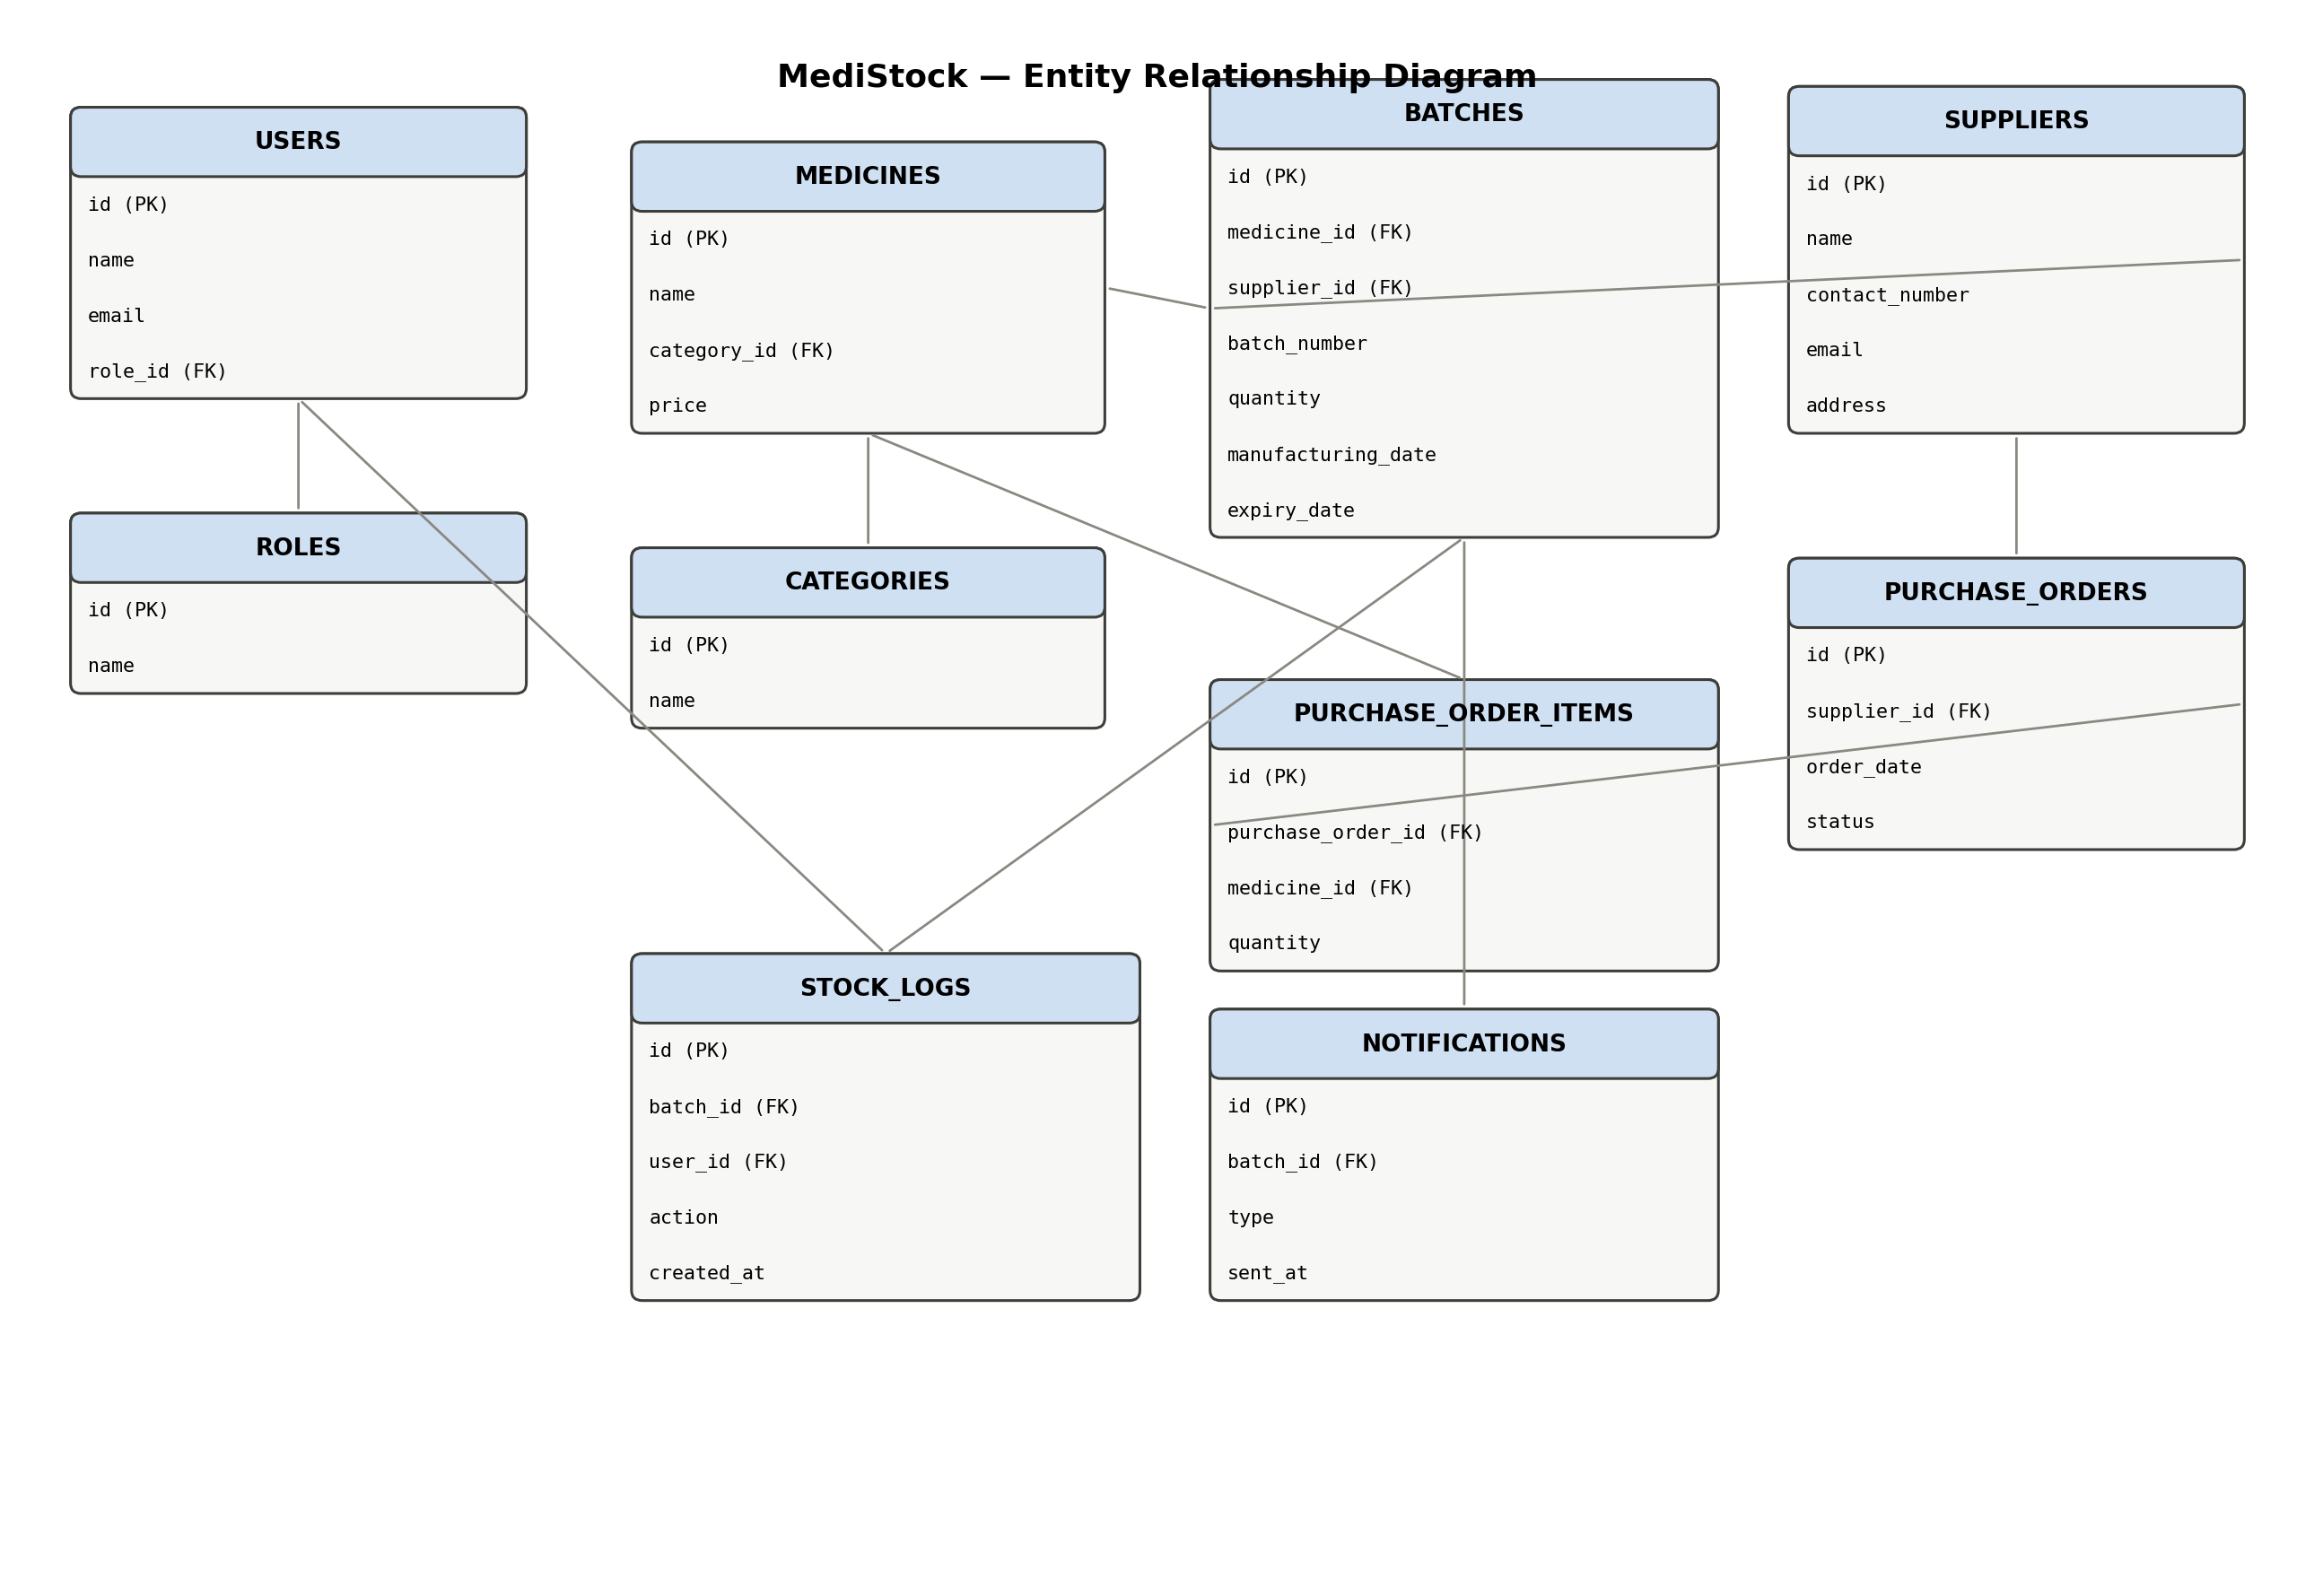 MediStock — Entity Relationship Diagram
USERS
id (PK)
name
email
role_id (FK)
MEDICINES
id (PK)
name
category_id (FK)
price
BATCHES
id (PK)
medicine_id (FK)
supplier_id (FK)
batch_number
quantity
manufacturing_date
expiry_date
SUPPLIERS
id (PK)
name
contact_number
email
address
ROLES
id (PK)
name
CATEGORIES
id (PK)
name
PURCHASE_ORDER_ITEMS
id (PK)
purchase_order_id (FK)
medicine_id (FK)
quantity
PURCHASE_ORDERS
id (PK)
supplier_id (FK)
order_date
status
STOCK_LOGS
id (PK)
batch_id (FK)
user_id (FK)
action
created_at
NOTIFICATIONS
id (PK)
batch_id (FK)
type
sent_at